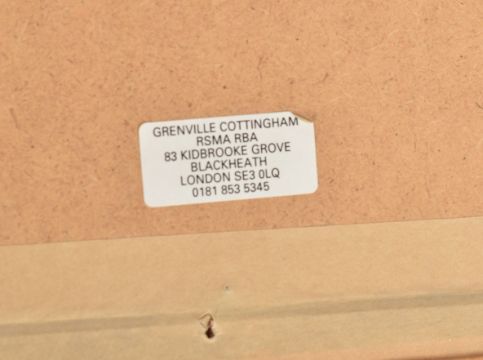 GRENVILLE COTTINGHAM
RSMA RBA
83 KIDBROOKE GROVE
BLACKHEATH
LONDON SE3 0LQ
0181 853 5345